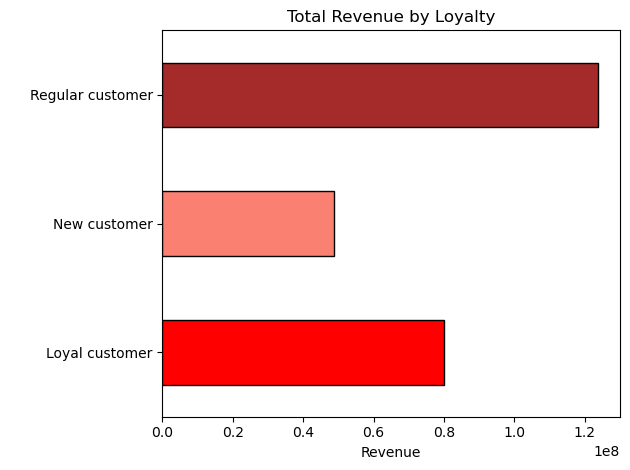 Total Revenue by Loyalty
Regular customer
New customer
Loyal customer
0.0 0.2 0.4 0.6 0.8 1.0 1.2
1e8
Revenue